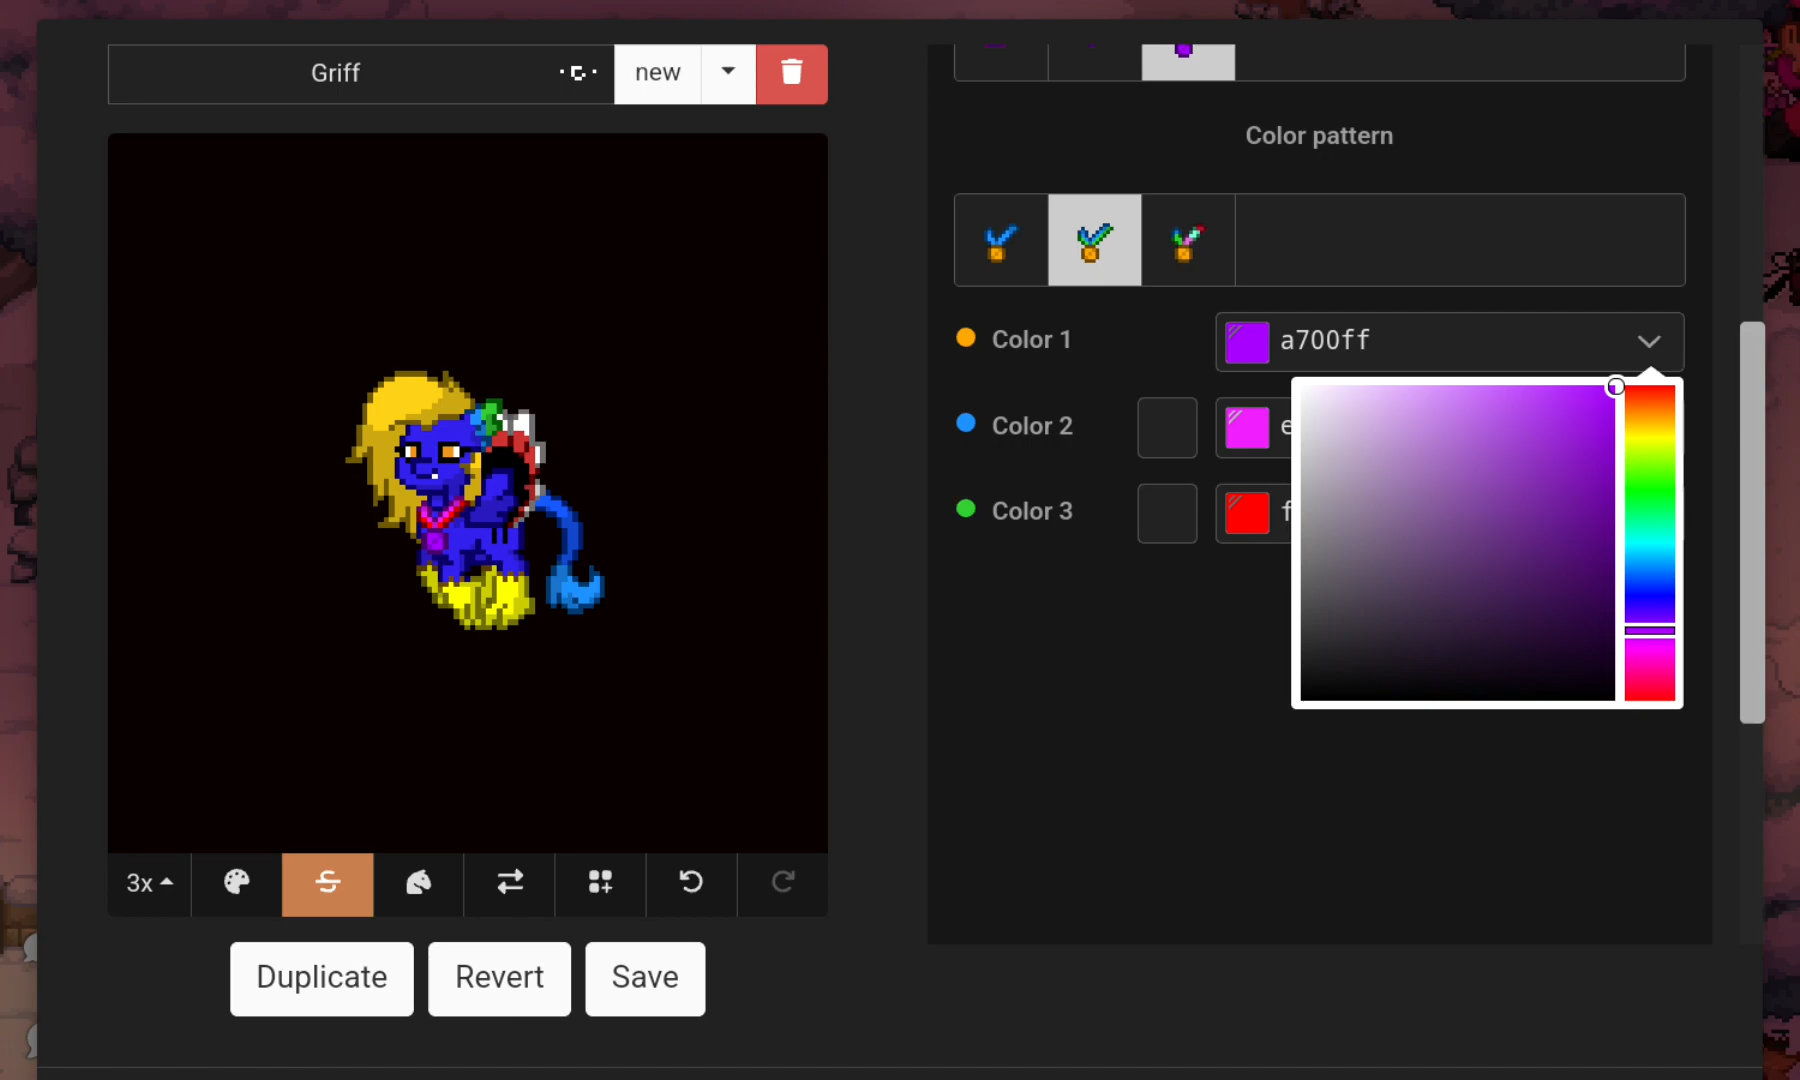 Griff
new
Color pattern
Color 1
a700ff
Color 2
e
Color 3
f
3x
Duplicate
Revert
Save